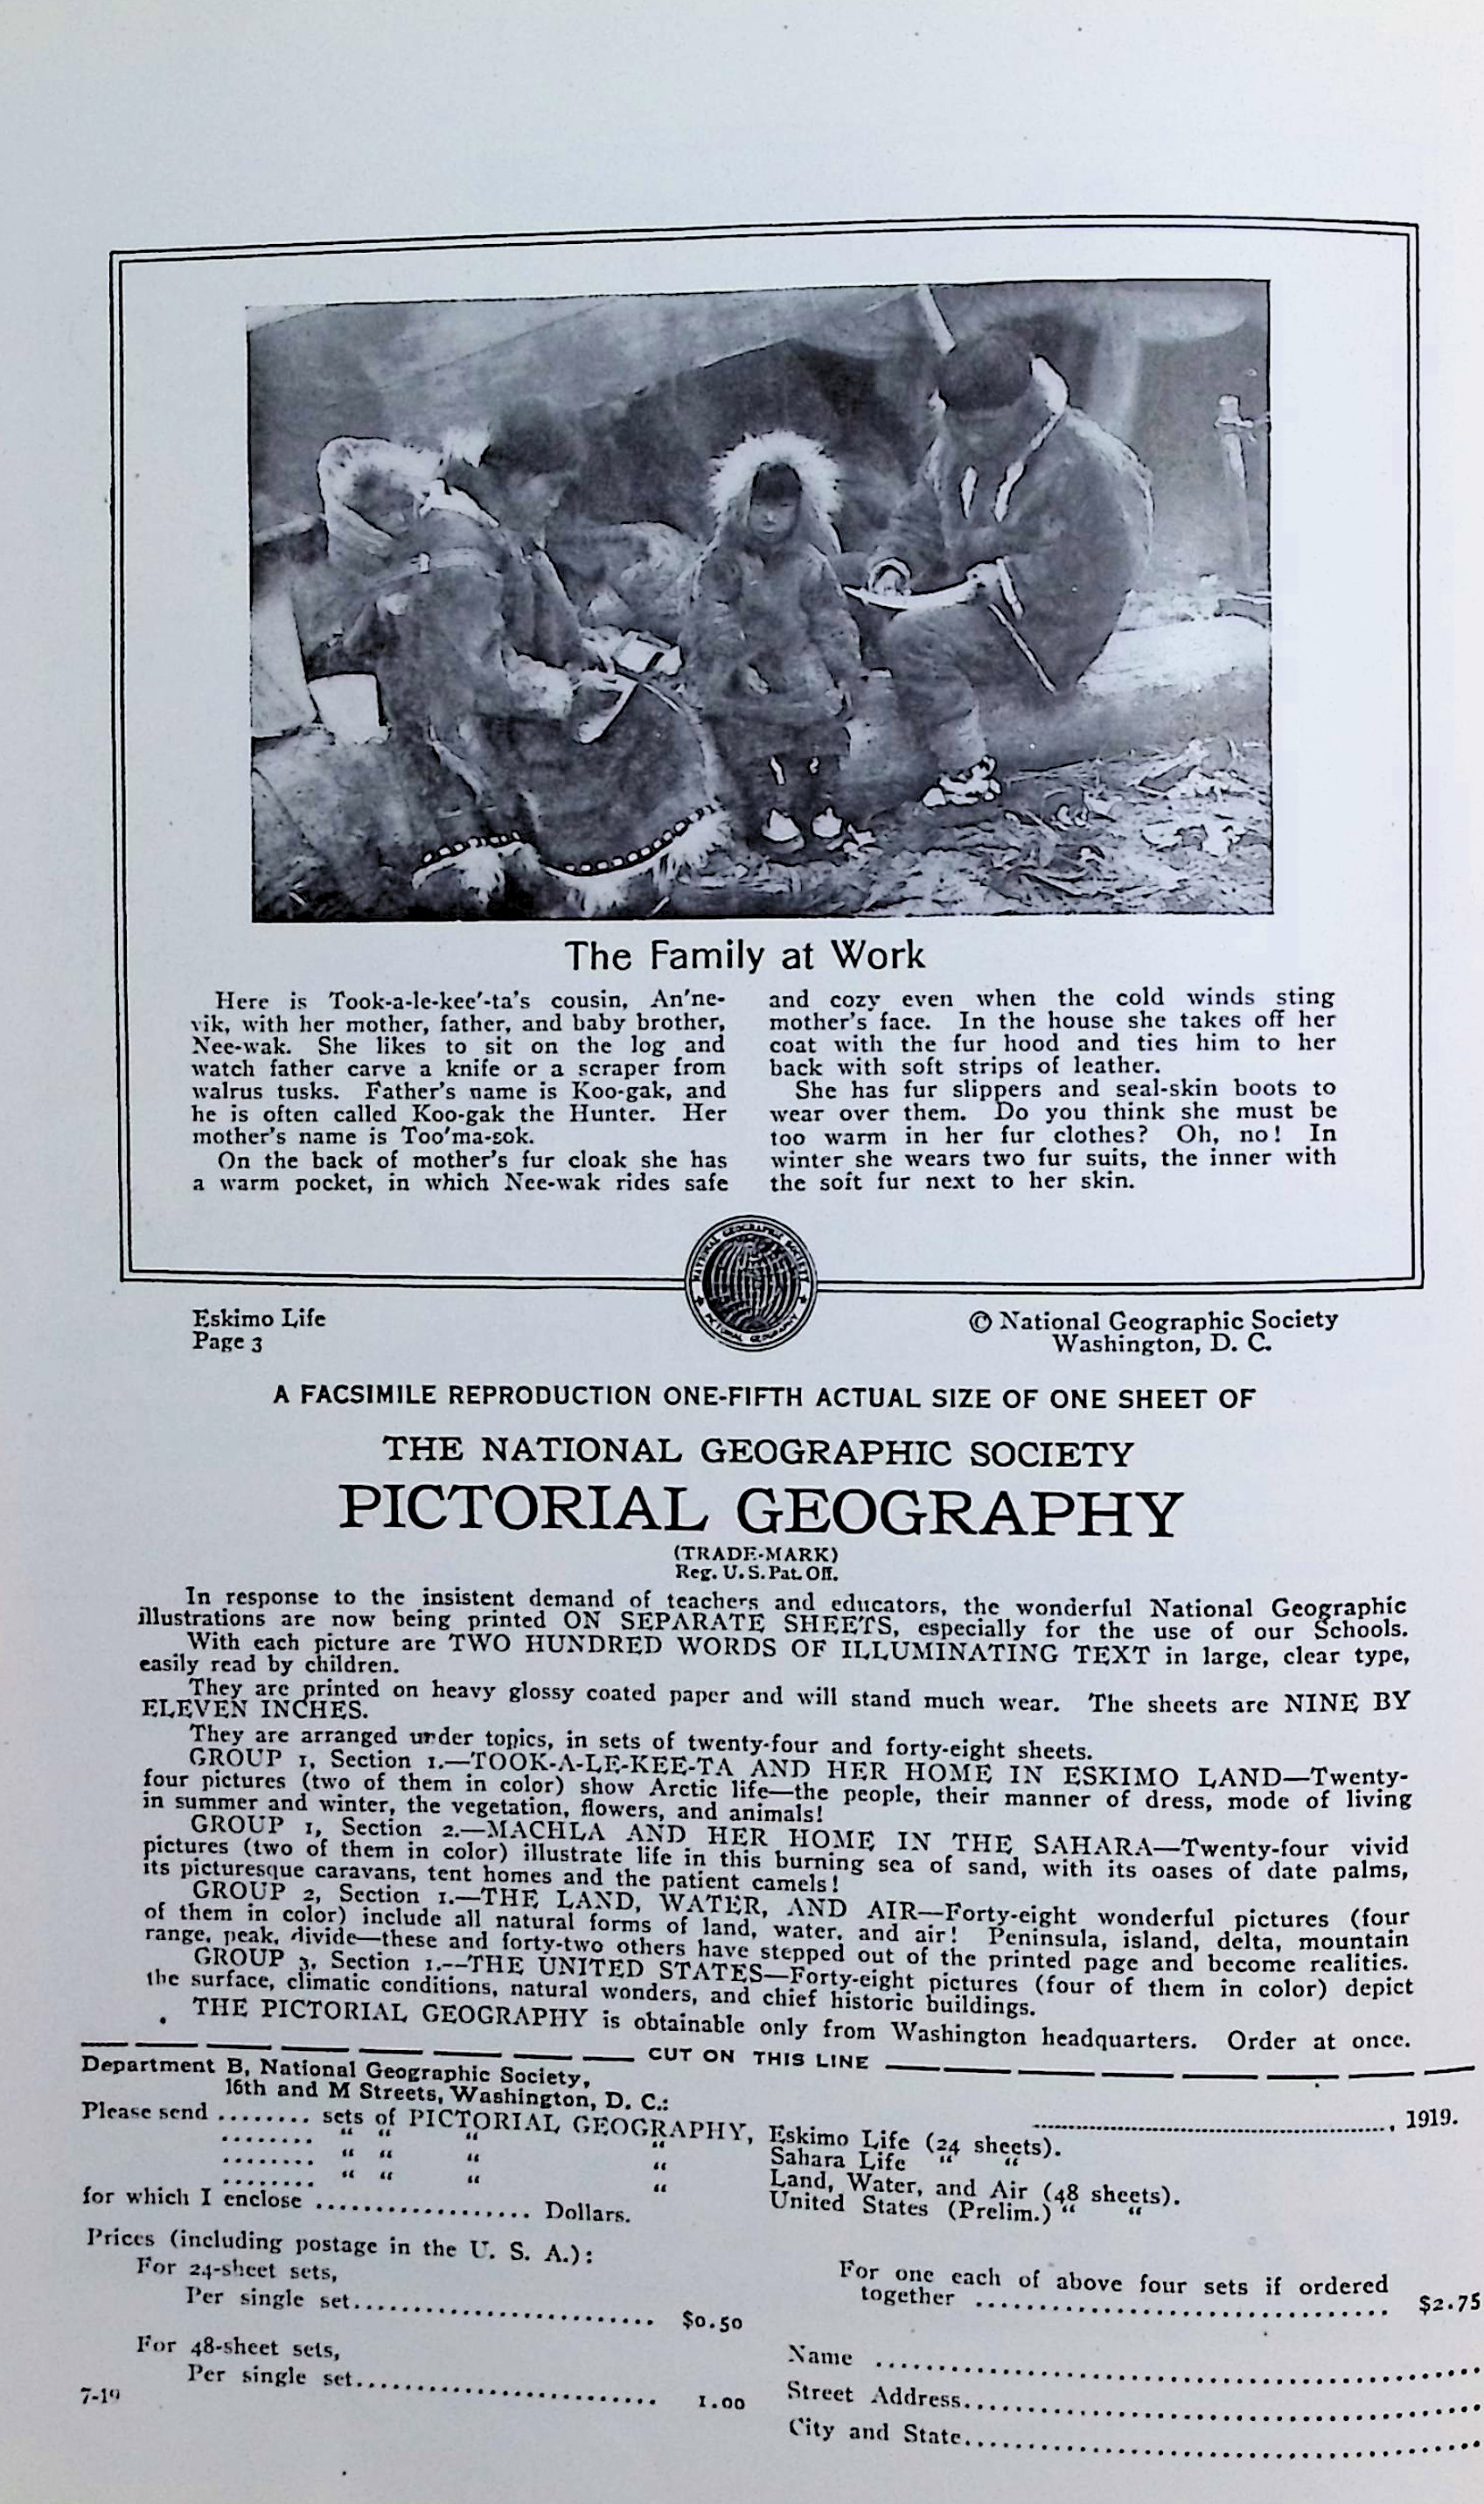 The Family at Work
Here is Took-a-le-kee'-ta's cousin, An'ne-
vik, with her mother, father, and baby brother,
Nee-wak. She likes to sit on the log and
watch father carve a knife or a scraper from
walrus tusks. Father's name is Koo-gak, and
he is often called Koo-gak the Hunter. Her
mother's name is Too'ma-sok.
On the back of mother's fur cloak she has
a warm pocket, in which Nee-wak rides safe
and cozy even when the cold winds sting
mother's face. In the house she takes off her
coat with the fur hood and ties him to her
back with soft strips of leather.
She has fur slippers and seal-skin boots to
wear over them. Do you think she must be
too warm in her fur clothes? Oh, no! In
winter she wears two fur suits, the inner with
the soft fur next to her skin.
NATIONAL GEOGRAPHIC SOCIETY
PICTORIAL GEOGRAPHY
Eskimo Life
Page 3
© National Geographic Society
Washington, D. C.
A FACSIMILE REPRODUCTION ONE-FIFTH ACTUAL SIZE OF ONE SHEET OF
THE NATIONAL GEOGRAPHIC SOCIETY
PICTORIAL GEOGRAPHY
(TRADE-MARK)
Reg. U. S. Pat. Off.
In response to the insistent demand of teachers and educators, the wonderful National Geographic
illustrations are now being printed ON SEPARATE SHEETS, especially for the use of our Schools.
With each picture are TWO HUNDRED WORDS OF ILLUMINATING TEXT in large, clear type,
easily read by children.
They are printed on heavy glossy coated paper and will stand much wear. The sheets are NINE BY
ELEVEN INCHES.
They are arranged under topics, in sets of twenty-four and forty-eight sheets.
GROUP 1, Section 1.—TOOK-A-LE-KEE-TA AND HER HOME IN ESKIMO LAND—Twenty-
four pictures (two of them in color) show Arctic life—the people, their manner of dress, mode of living
in summer and winter, the vegetation, flowers, and animals!
GROUP 1, Section 2.—MACHLA AND HER HOME IN THE SAHARA—Twenty-four vivid
pictures (two of them in color) illustrate life in this burning sea of sand, with its oases of date palms,
its picturesque caravans, tent homes and the patient camels!
GROUP 2, Section 1.—THE LAND, WATER, AND AIR—Forty-eight wonderful pictures (four
of them in color) include all natural forms of land, water, and air! Peninsula, island, delta, mountain
range, peak, divide—these and forty-two others have stepped out of the printed page and become realities.
GROUP 3, Section 1.--THE UNITED STATES—Forty-eight pictures (four of them in color) depict
the surface, climatic conditions, natural wonders, and chief historic buildings.
THE PICTORIAL GEOGRAPHY is obtainable only from Washington headquarters. Order at once.
CUT ON THIS LINE
Department B, National Geographic Society,
16th and M Streets, Washington, D. C.:
......................................................, 1919.
Please send ........ sets of PICTORIAL GEOGRAPHY, Eskimo Life (24 sheets).
........ " " " " Sahara Life " "
........ " " " " Land, Water, and Air (48 sheets).
........ " " " " United States (Prelim.) " "
for which I enclose .................. Dollars.
Prices (including postage in the U. S. A.):
For 24-sheet sets,
Per single set.......................... $0.50
For 48-sheet sets,
Per single set.......................... 1.00
7-19
For one each of above four sets if ordered
together .................................... $2.75
Name ....................................
Street Address....................................
City and State....................................